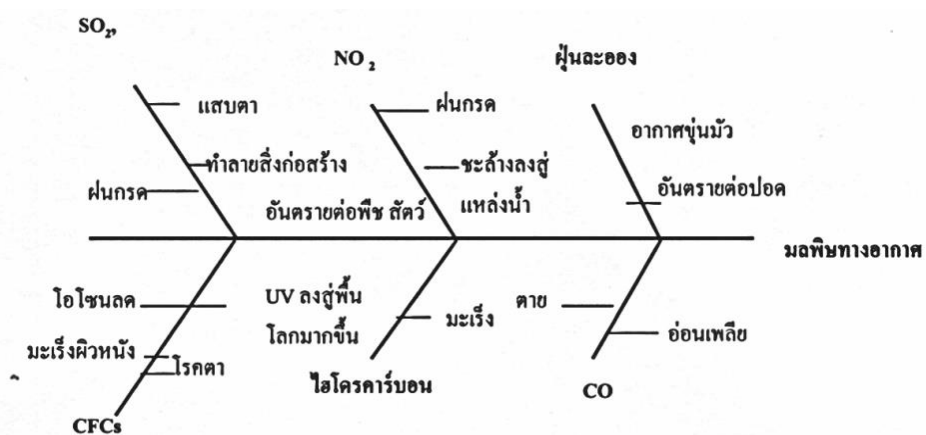 SO₂,
NO₂
ฝุ่นละออง
แสบตา
ฝนกรด
อากาศขุ่นมัว
ทำลายสิ่งก่อสร้าง
ชะล้างลงสู่
ฝนกรด
อันตรายต่อปอด
อันตรายต่อพืช สัตว์
แหล่งน้ำ
มลพิษทางอากาศ
โอโซนลด
UV ลงสู่พื้น
มะเร็ง
ตาย
โลกมากขึ้น
อ่อนเพลีย
มะเร็งผิวหนัง
โรคตา
ไฮโดรคาร์บอน
CO
CFCs